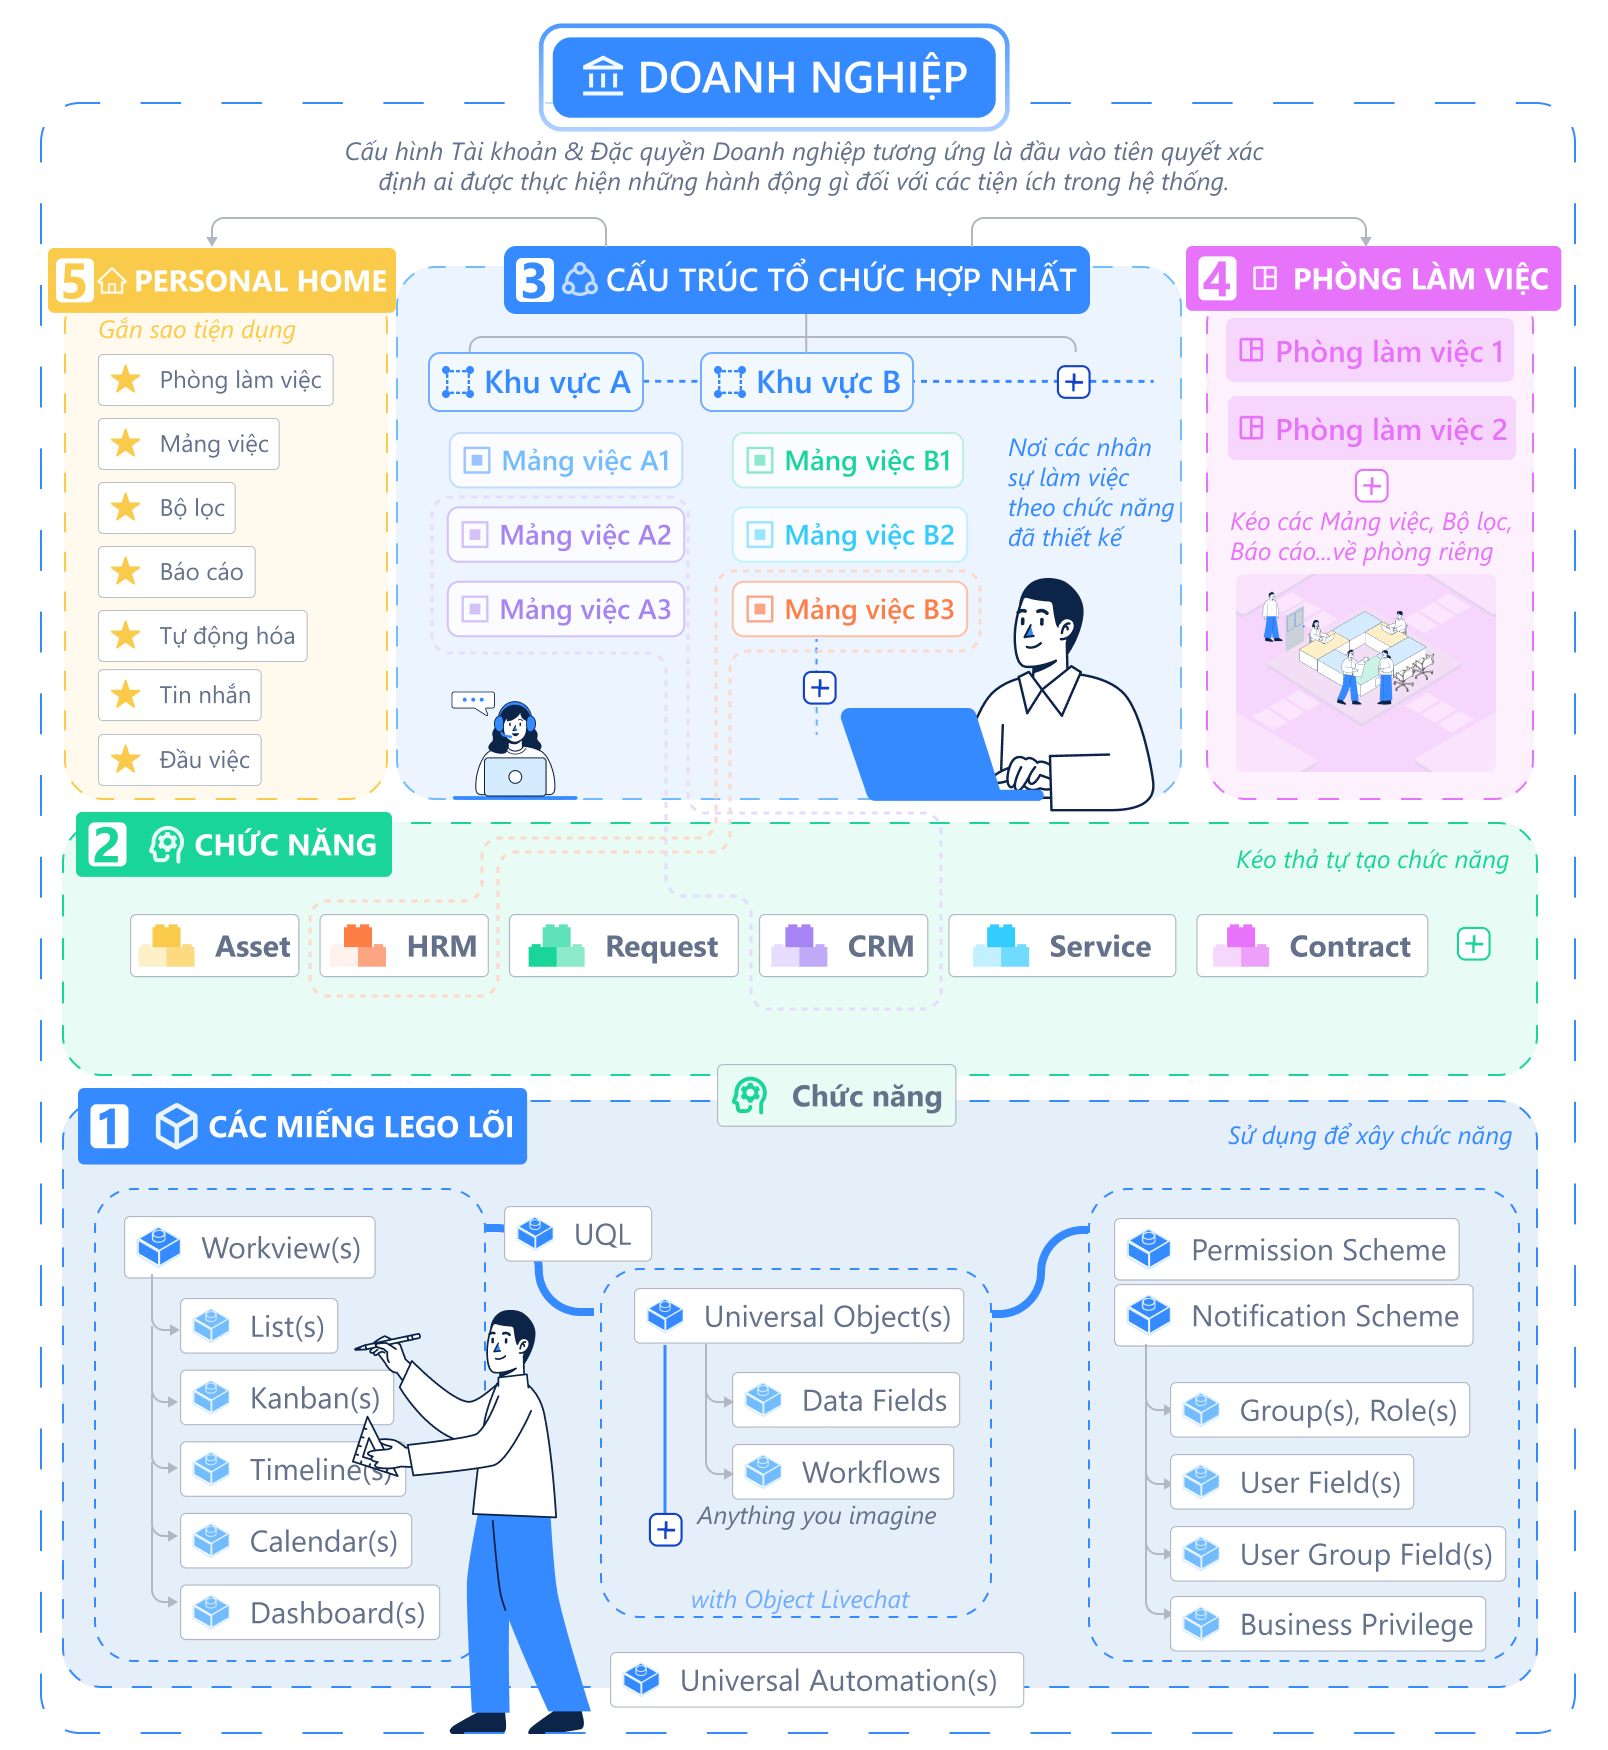 DOANH NGHIỆP
Cấu hình Tài khoản & Đặc quyền Doanh nghiệp tương ứng là đầu vào tiên quyết xác
định ai được thực hiện những hành động gì đối với các tiện ích trong hệ thống.
5 PERSONAL HOME
Gắn sao tiện dụng
Phòng làm việc
Mảng việc
Bộ lọc
Báo cáo
Tự động hóa
Tin nhắn
Đầu việc
3 CẤU TRÚC TỔ CHỨC HỢP NHẤT
Khu vực A
Khu vực B
Mảng việc A1
Mảng việc A2
Mảng việc A3
Mảng việc B1
Mảng việc B2
Mảng việc B3
Nơi các nhân
sự làm việc
theo chức năng
đã thiết kế
4 PHÒNG LÀM VIỆC
Phòng làm việc 1
Phòng làm việc 2
Kéo các Mảng việc, Bộ lọc,
Báo cáo...về phòng riêng
2 CHỨC NĂNG
Kéo thả tự tạo chức năng
Asset
HRM
Request
CRM
Service
Contract
Chức năng
1 CÁC MIẾNG LEGO LÕI
Sử dụng để xây chức năng
Workview(s)
List(s)
Kanban(s)
Timeline(s)
Calendar(s)
Dashboard(s)
UQL
Universal Object(s)
Data Fields
Workflows
Anything you imagine
with Object Livechat
Universal Automation(s)
Permission Scheme
Notification Scheme
Group(s), Role(s)
User Field(s)
User Group Field(s)
Business Privilege